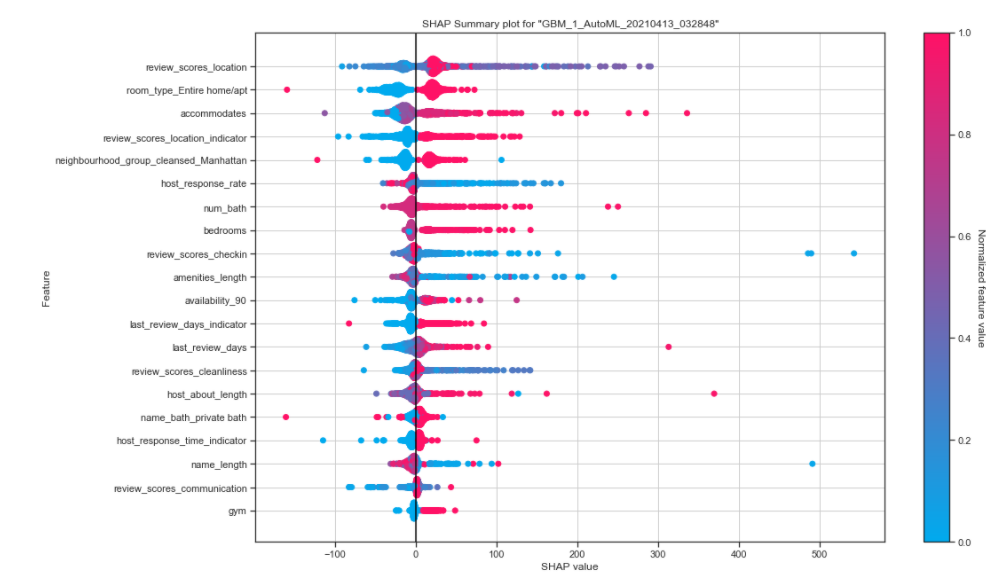 SHAP Summary plot for "GBM_1_AutoML_20210413_032848"
review_scores_location
room_type_Entire home/apt
accommodates
review_scores_location_indicator
neighbourhood_group_cleansed_Manhattan
host_response_rate
num_bath
bedrooms
review_scores_checkin
amenities_length
availability_90
last_review_days_indicator
last_review_days
review_scores_cleanliness
host_about_length
name_bath_private bath
host_response_time_indicator
name_length
review_scores_communication
gym
Feature
−100
0
100
200
300
400
500
SHAP value
1.0
0.8
0.6
0.4
0.2
0.0
Normalized feature value